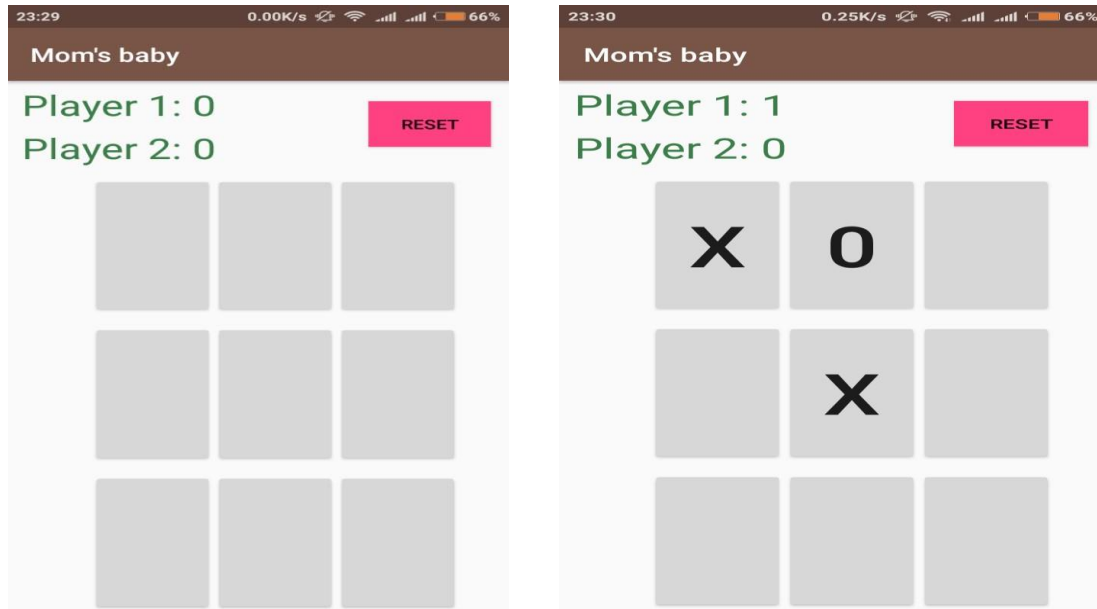 23:29 0.00K/s 66%
Mom's baby
Player 1: 0
Player 2: 0
RESET
23:30 0.25K/s 66%
Mom's baby
Player 1: 1
Player 2: 0
RESET
X 0
X